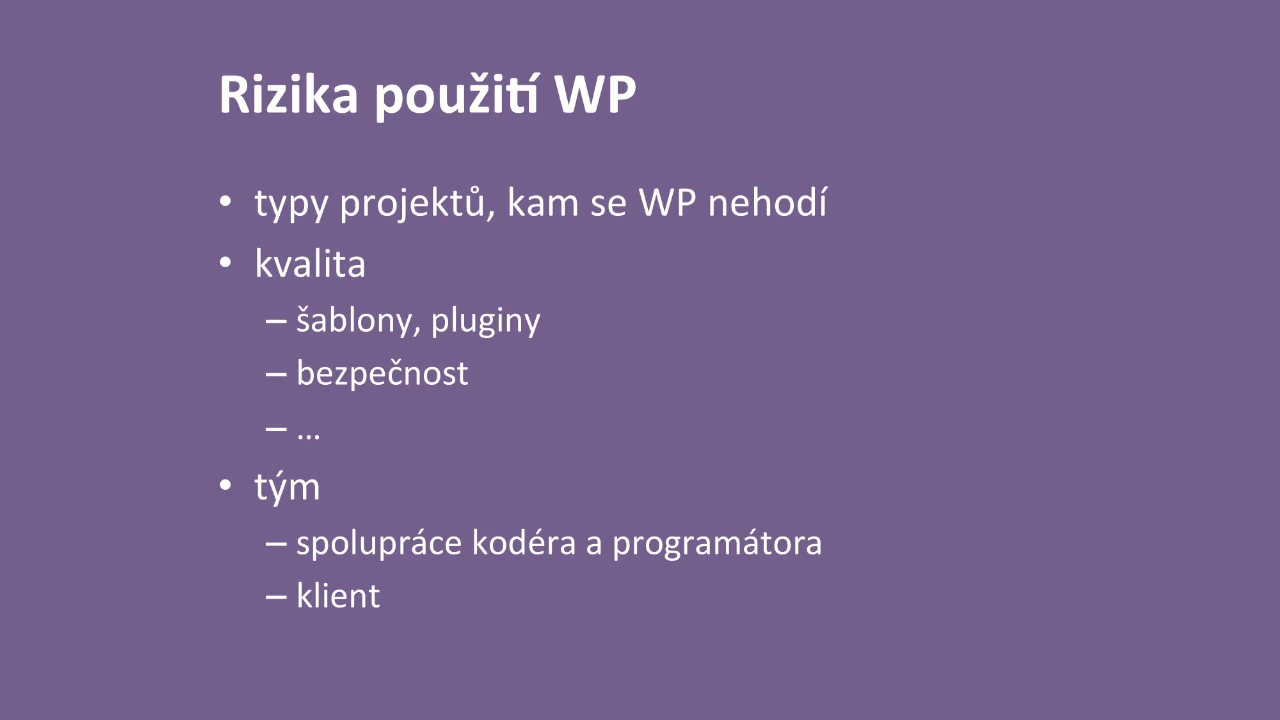 Rizika použití WP
• typy projektů, kam se WP nehodí
• kvalita
– šablony, pluginy
– bezpečnost
– …
• tým
– spolupráce kodéra a programátora
– klient